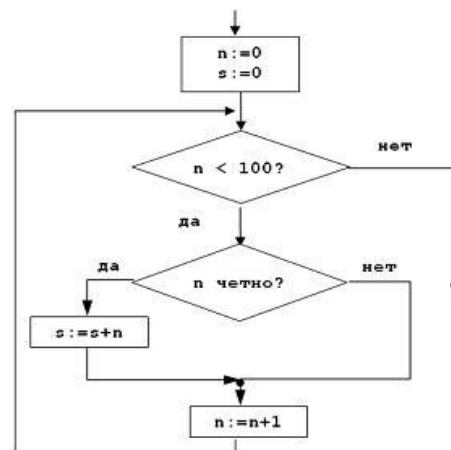 n:=0
s:=0
n < 100?
нет
да
да
n четно?
нет
s:=s+n
n:=n+1